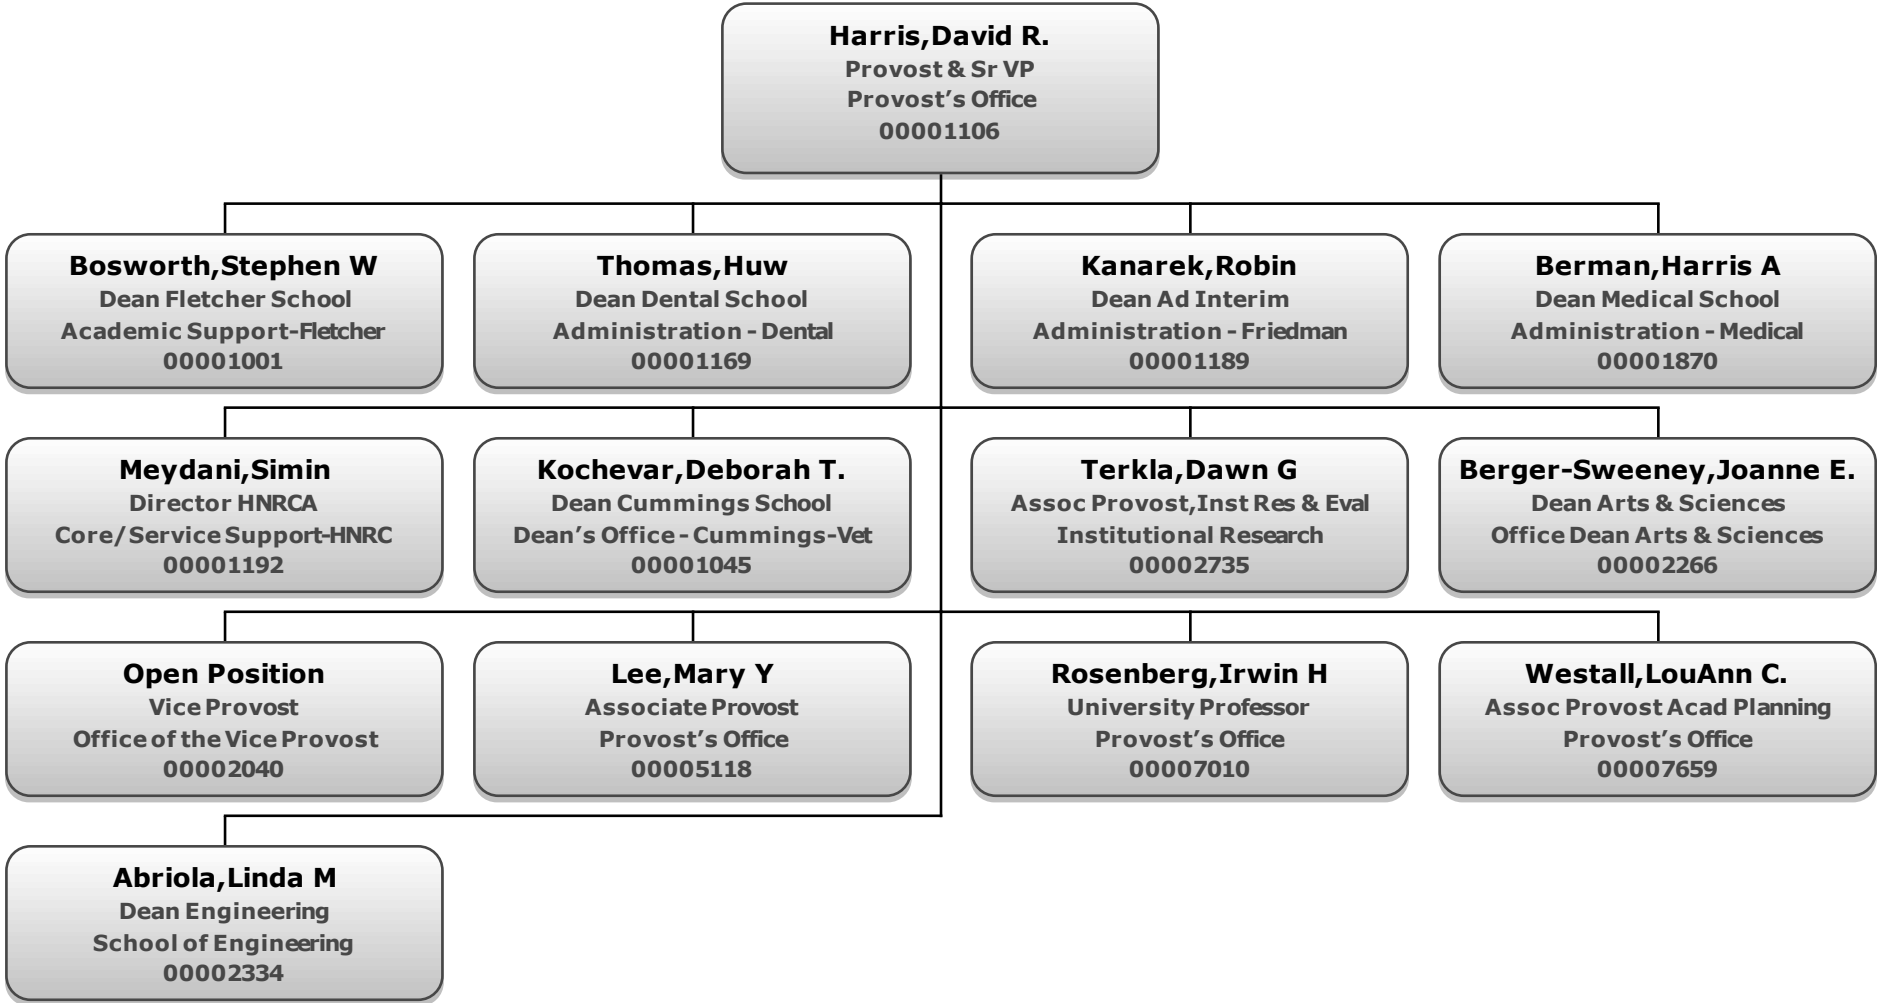 Harris,David R.
Provost & Sr VP
Provost's Office
00001106
Bosworth,Stephen W
Dean Fletcher School
Academic Support-Fletcher
00001001
Thomas,Huw
Dean Dental School
Administration - Dental
00001169
Kanarek,Robin
Dean Ad Interim
Administration - Friedman
00001189
Berman,Harris A
Dean Medical School
Administration - Medical
00001870
Meydani,Simin
Director HNRCA
Core/Service Support-HNRC
00001192
Kochevar,Deborah T.
Dean Cummings School
Dean's Office - Cummings-Vet
00001045
Terkla,Dawn G
Assoc Provost,Inst Res & Eval
Institutional Research
00002735
Berger-Sweeney,Joanne E.
Dean Arts & Sciences
Office Dean Arts & Sciences
00002266
Open Position
Vice Provost
Office of the Vice Provost
00002040
Lee,Mary Y
Associate Provost
Provost's Office
00005118
Rosenberg,Irwin H
University Professor
Provost's Office
00007010
Westall,LouAnn C.
Assoc Provost Acad Planning
Provost's Office
00007659
Abriola,Linda M
Dean Engineering
School of Engineering
00002334